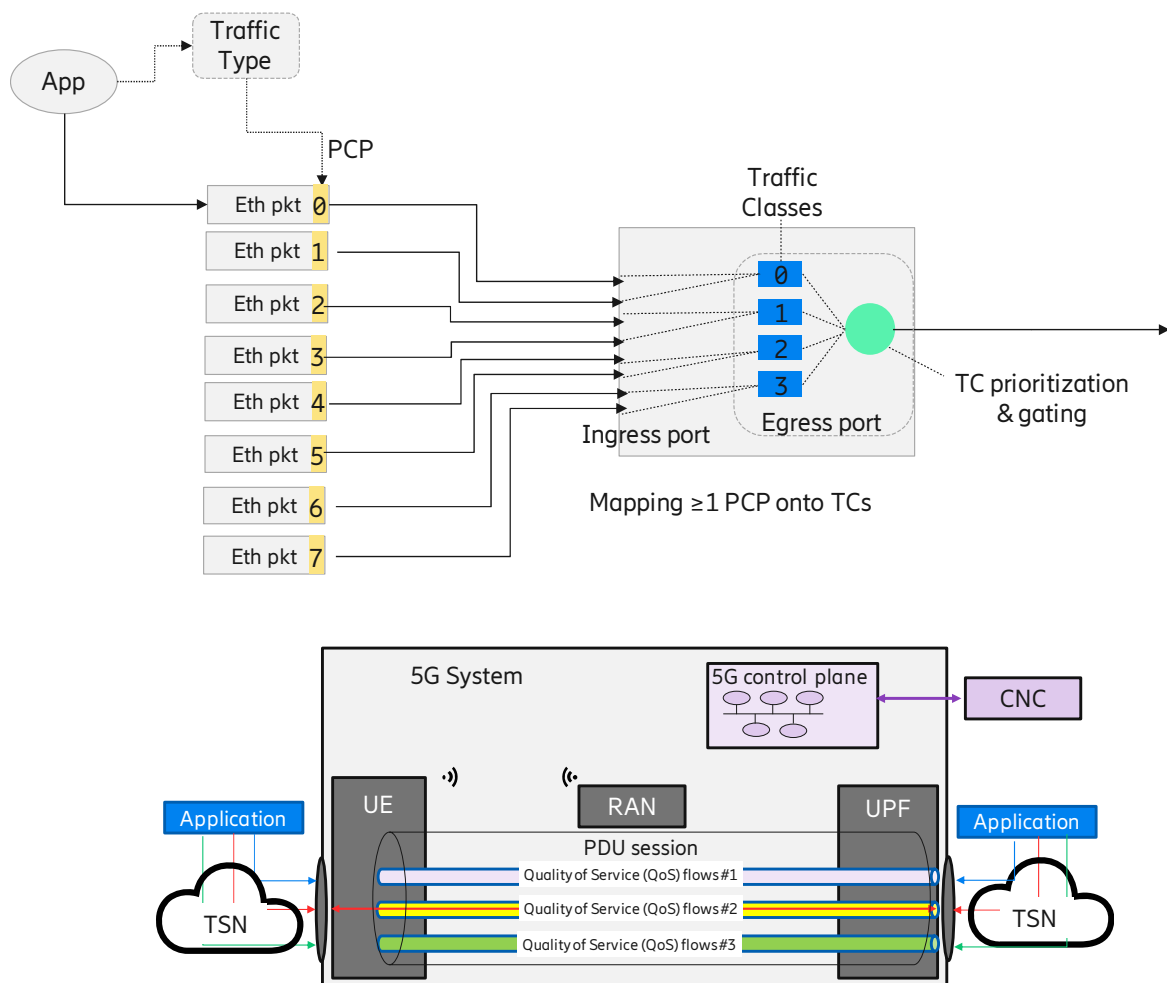 Traffic
Type
App
PCP
Eth pkt 0
Eth pkt 1
Eth pkt 2
Eth pkt 3
Eth pkt 4
Eth pkt 5
Eth pkt 6
Eth pkt 7
Traffic
Classes
0
1
2
3
Ingress port
Egress port
TC prioritization
& gating
Mapping ≥1 PCP onto TCs
5G System
5G control plane
CNC
UE
RAN
UPF
Application
Application
PDU session
Quality of Service (QoS) flows #1
Quality of Service (QoS) flows #2
Quality of Service (QoS) flows #3
TSN
TSN